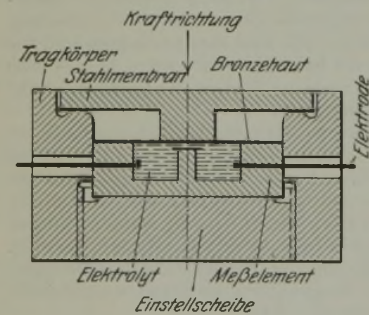 Kraftrichtung
Tragkörper
Stahlmembran
Bronzehaut
Elektrode
Elektrolyt
Meßelement
Einstellscheibe